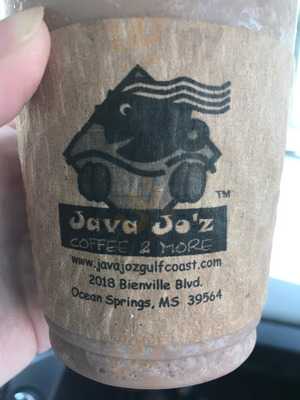 Java Jo'z
TM
COFFEE & MORE
www.javajozgulfcoast.com
2018 Bienville Blvd.
Ocean Springs, MS 39564